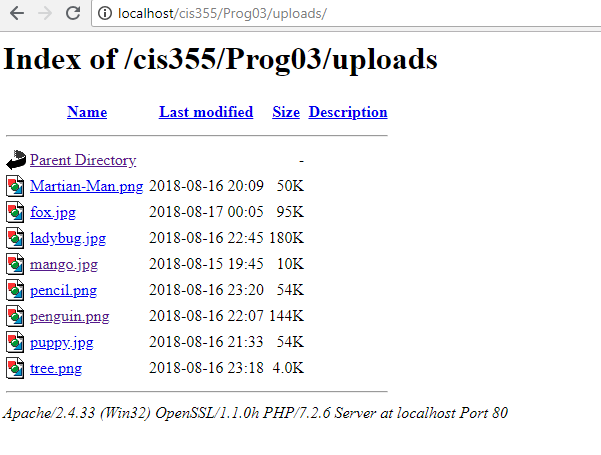 localhost/cis355/Prog03/uploads/
Index of /cis355/Prog03/uploads
Name Last modified Size Description
Parent Directory -
Martian-Man.png 2018-08-16 20:09 50K
fox.jpg 2018-08-17 00:05 95K
ladybug.jpg 2018-08-16 22:45 180K
mango.jpg 2018-08-15 19:45 10K
pencil.png 2018-08-16 23:20 54K
penguin.png 2018-08-16 22:07 144K
puppy.jpg 2018-08-16 21:33 54K
tree.png 2018-08-16 23:18 4.0K
Apache/2.4.33 (Win32) OpenSSL/1.1.0h PHP/7.2.6 Server at localhost Port 80